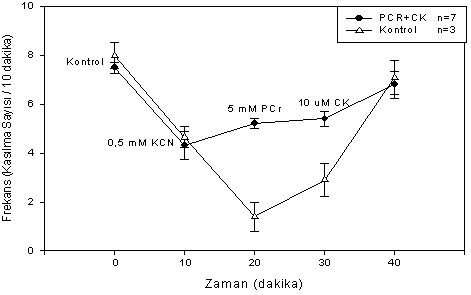 PCR+CK n=7
Kontrol n=3
10
8
6
4
2
0
Frekans (Kasılma Sayısı / 10 dakika)
Kontrol
0,5 mM KCN
5 mM PCr
10 uM CK
0
10
20
30
40
Zaman (dakika)